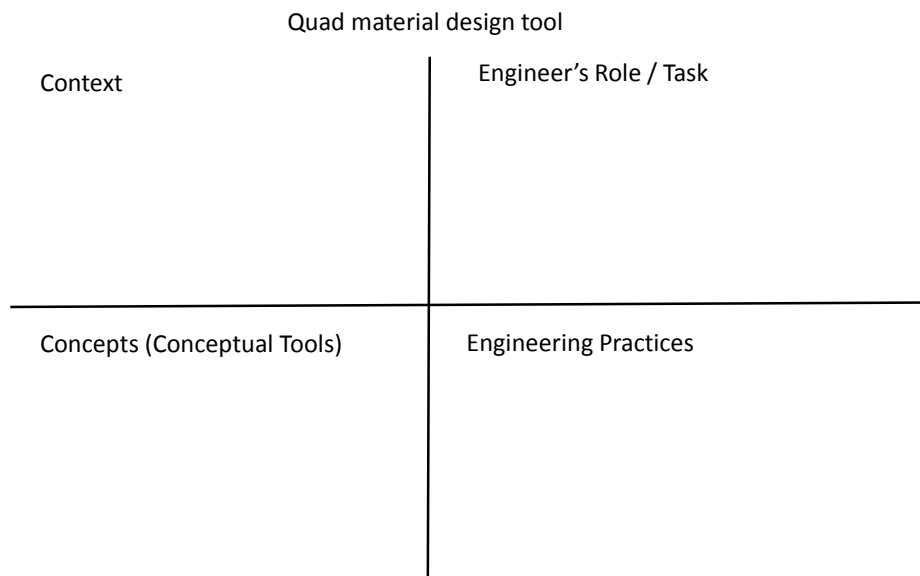 Quad material design tool
Context
Engineer’s Role / Task
Concepts (Conceptual Tools)
Engineering Practices